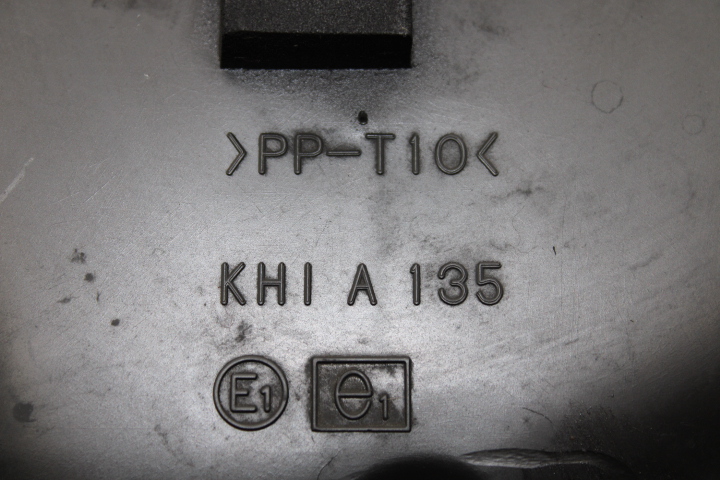 >PP-T10<
KHI A 135
E1 e1